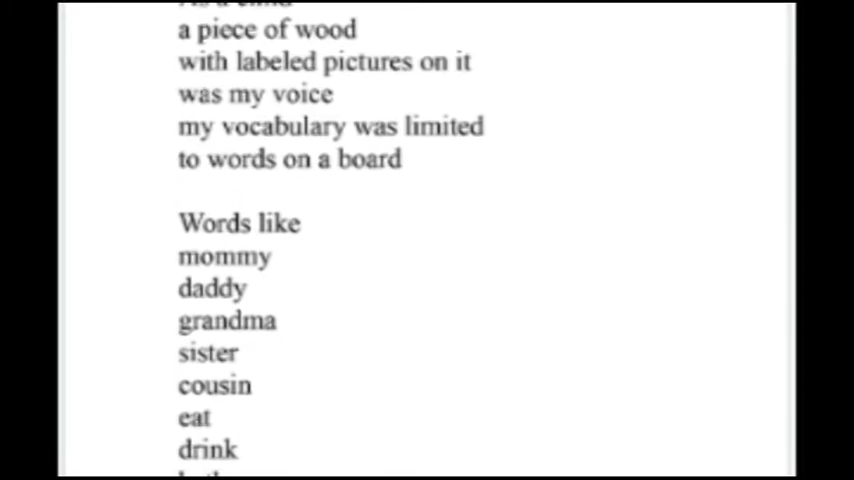 a piece of wood
with labeled pictures on it
was my voice
my vocabulary was limited
to words on a board
Words like
mommy
daddy
grandma
sister
cousin
eat
drink